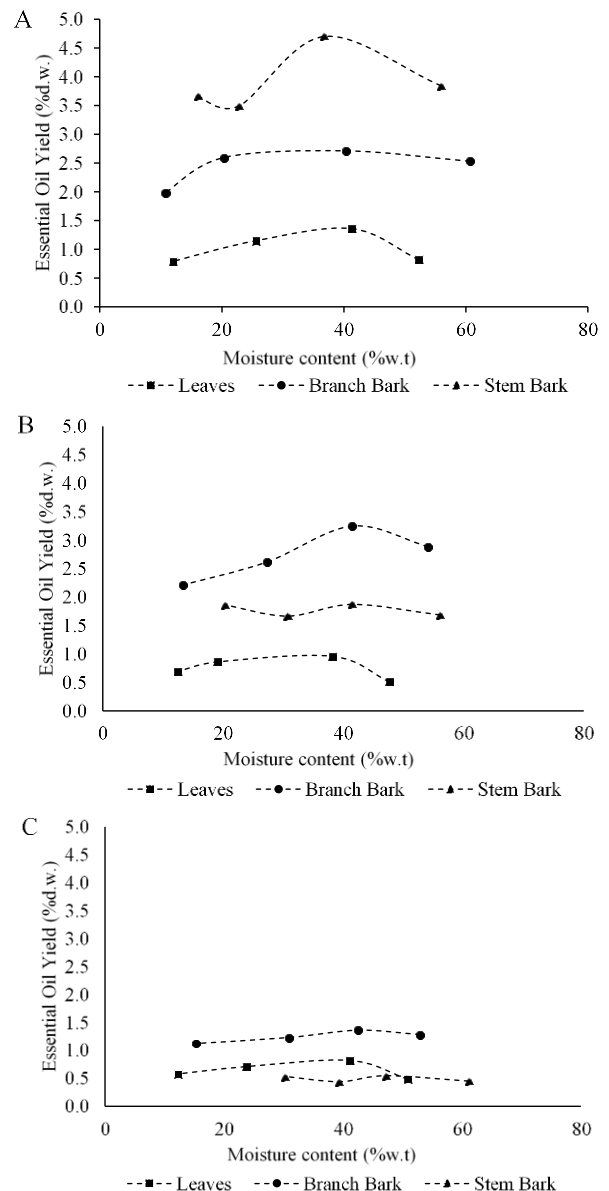 A
Essential Oil Yield (%d.w.)
5.0
4.5
4.0
3.5
3.0
2.5
2.0
1.5
1.0
0.5
0.0
0 20 40 60 80
Moisture content (%w.t)
Leaves Branch Bark Stem Bark
B
Essential Oil Yield (%d.w.)
5.0
4.5
4.0
3.5
3.0
2.5
2.0
1.5
1.0
0.5
0.0
0 20 40 60 80
Moisture content (%w.t)
Leaves Branch Bark Stem Bark
C
Essential Oil Yield (%d.w.)
5.0
4.5
4.0
3.5
3.0
2.5
2.0
1.5
1.0
0.5
0.0
0 20 40 60 80
Moisture content (%w.t)
Leaves Branch Bark Stem Bark